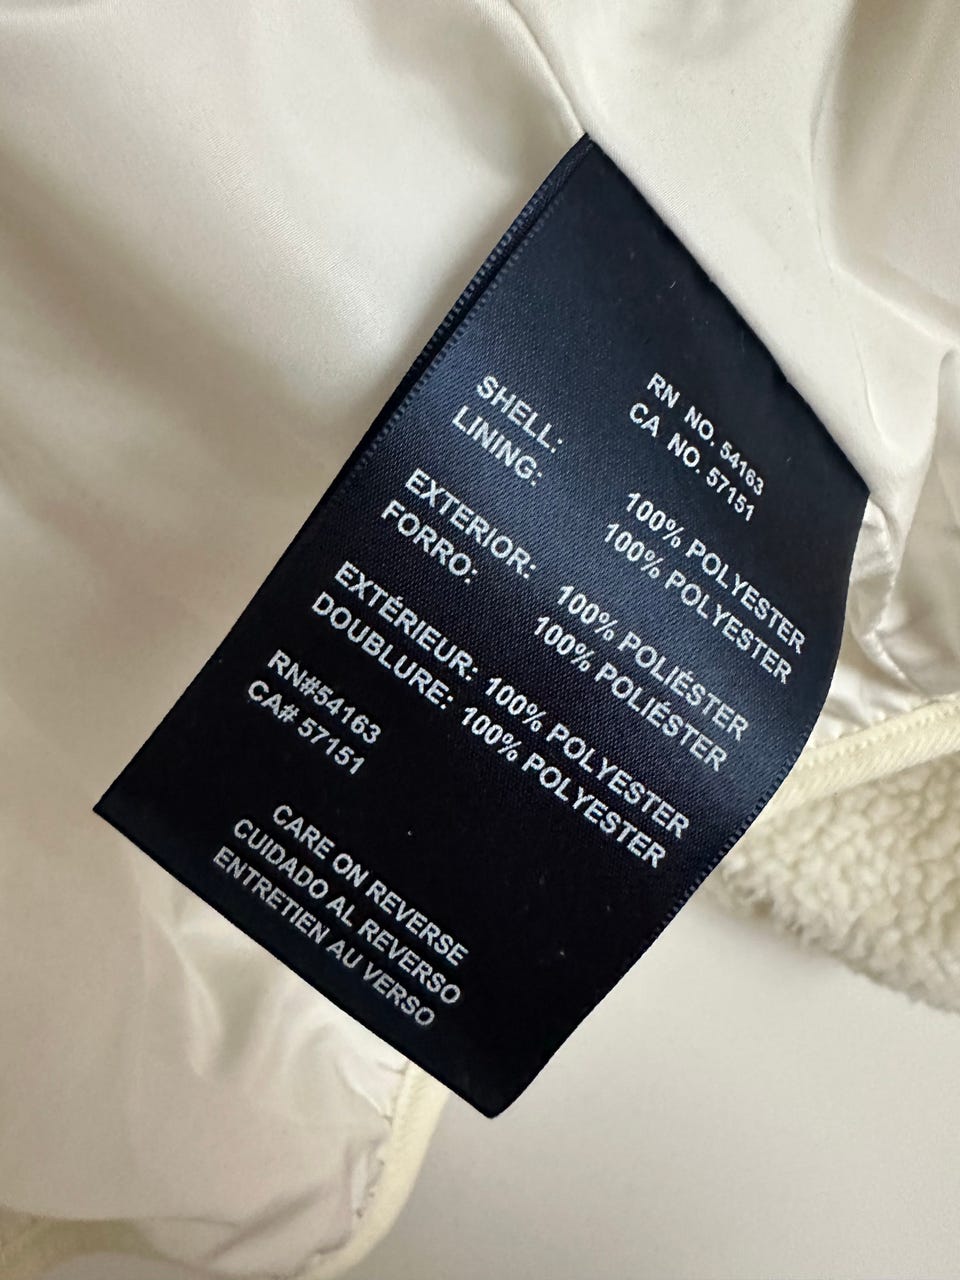 RN NO. 54163
CA NO. 57151
SHELL: 100% POLYESTER
LINING: 100% POLYESTER
EXTERIOR: 100% POLIÉSTER
FORRO: 100% POLIÉSTER
EXTÉRIEUR: 100% POLYESTER
DOUBLURE: 100% POLYESTER
RN#54163
CA# 57151
CARE ON REVERSE
CUIDADO AL REVERSO
ENTRETIEN AU VERSO